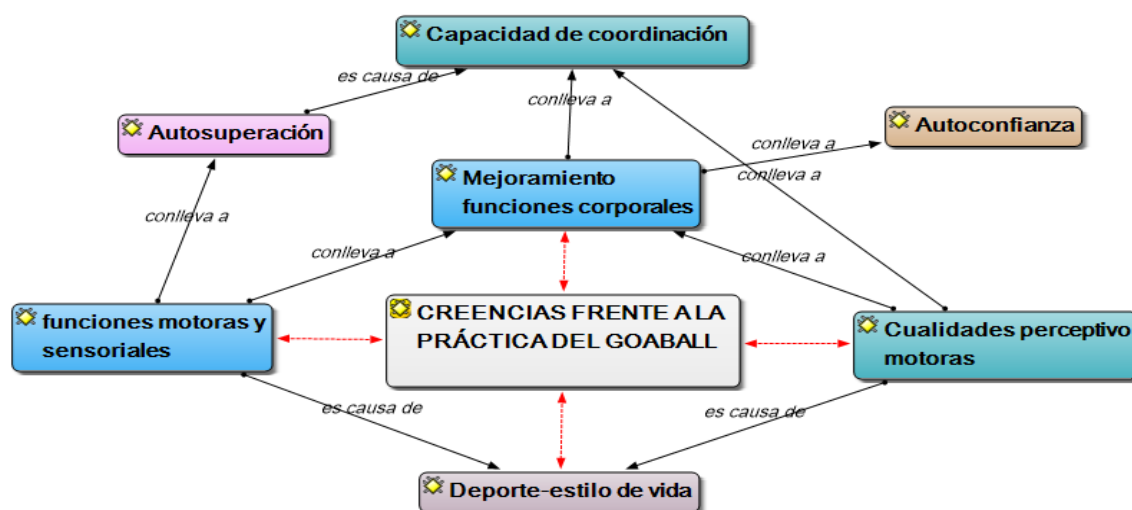 Capacidad de coordinación
es causa de
conlleva a
Autosuperación
Autoconfianza
conlleva a
conlleva a
Mejoramiento
funciones corporales
conlleva a
conlleva a
conlleva a
funciones motoras y
sensoriales
CREENCIAS FRENTE A LA
PRÁCTICA DEL GOABALL
Cualidades perceptivo
motoras
es causa de
es causa de
Deporte-estilo de vida